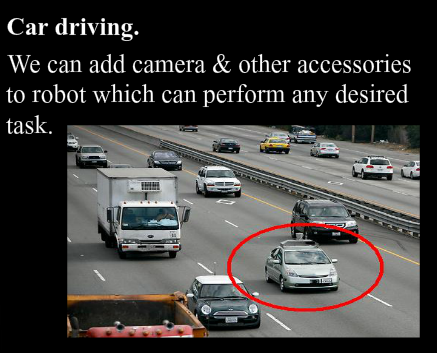 Car driving.
We can add camera & other accessories
to robot which can perform any desired
task.